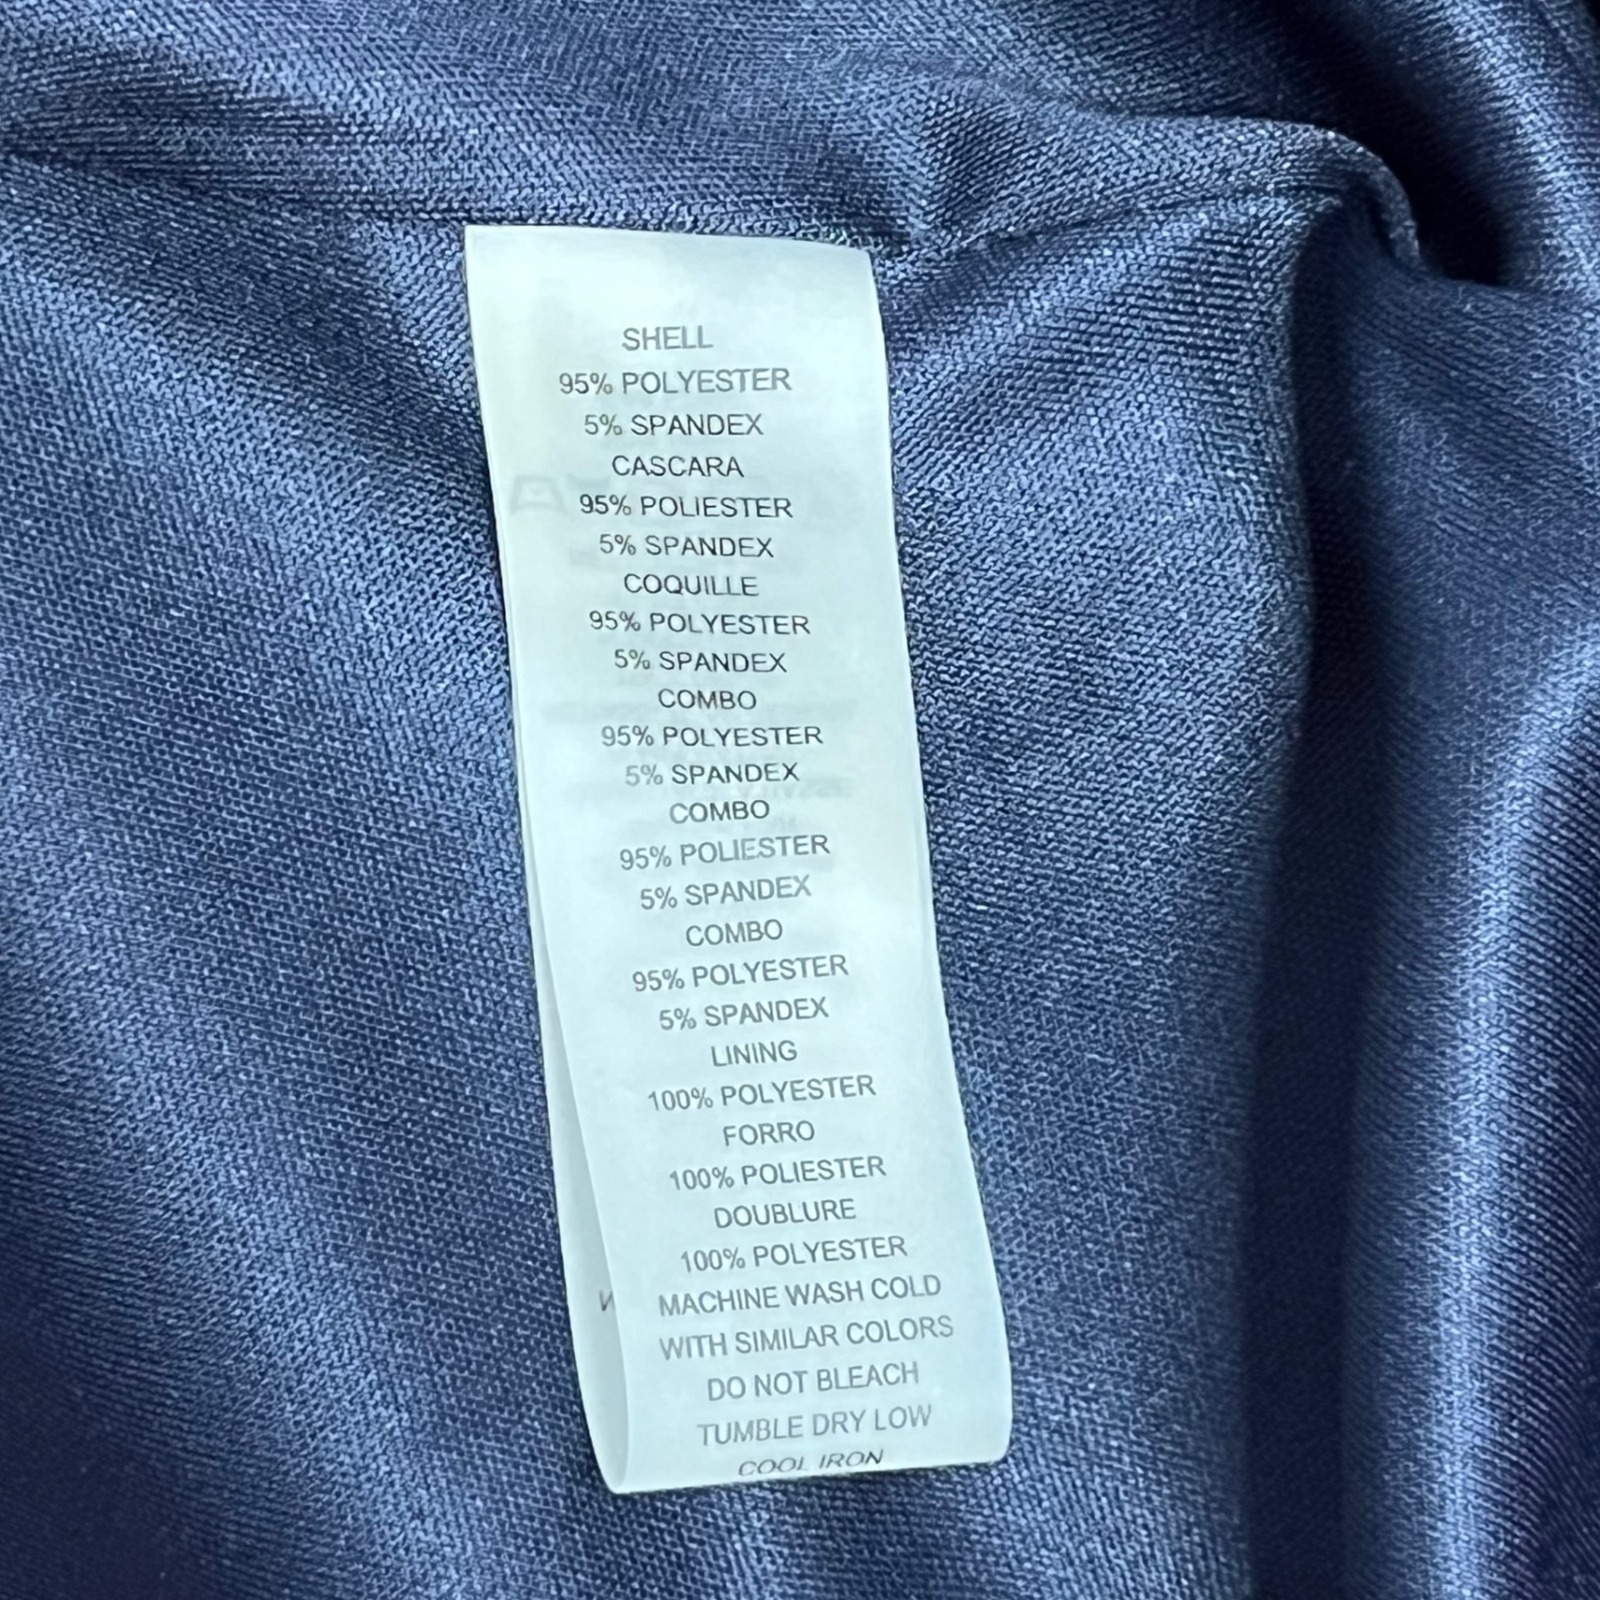 SHELL
95% POLYESTER
5% SPANDEX
CASCARA
95% POLIESTER
5% SPANDEX
COQUILLE
95% POLYESTER
5% SPANDEX
COMBO
95% POLYESTER
5% SPANDEX
COMBO
95% POLIESTER
5% SPANDEX
COMBO
95% POLYESTER
5% SPANDEX
LINING
100% POLYESTER
FORRO
100% POLIESTER
DOUBLURE
100% POLYESTER
MACHINE WASH COLD
WITH SIMILAR COLORS
DO NOT BLEACH
TUMBLE DRY LOW
COOL IRON